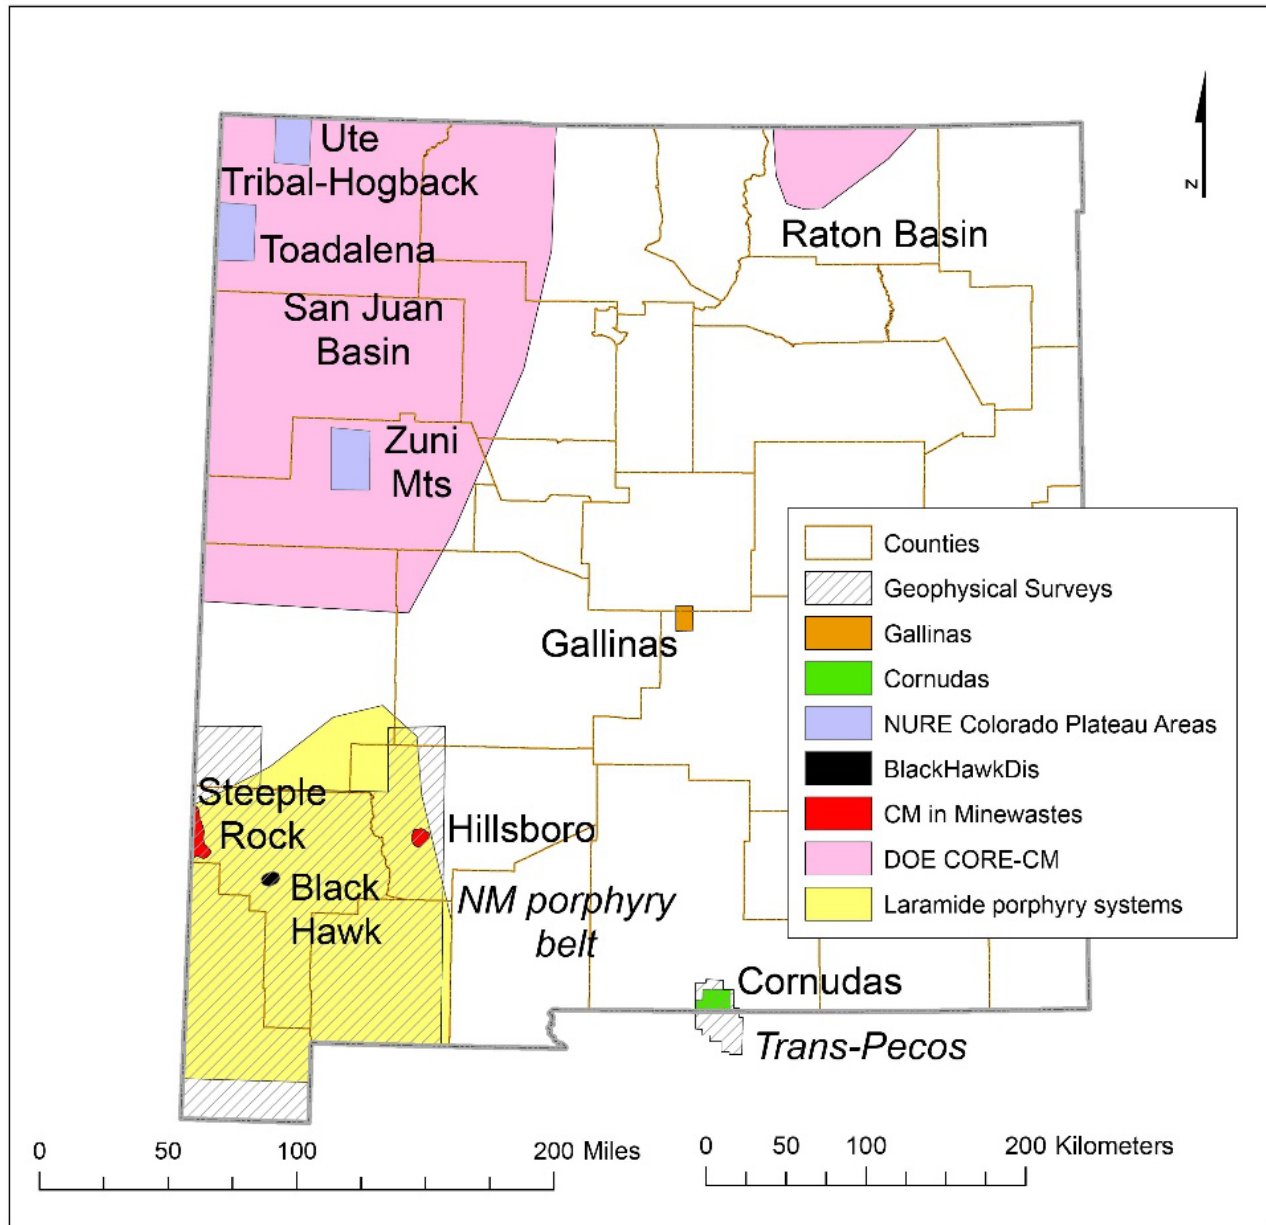 N
Ute
Tribal-Hogback
Toadalena
San Juan
Basin
Raton Basin
Zuni
Mts
Gallinas
Steeple
Rock
Hillsboro
Black
Hawk
NM porphyry
belt
Cornudas
Trans-Pecos
Counties
Geophysical Surveys
Gallinas
Cornudas
NURE Colorado Plateau Areas
BlackHawkDis
CM in Minewastes
DOE CORE-CM
Laramide porphyry systems
0 50 100 200 Miles
0 50 100 200 Kilometers